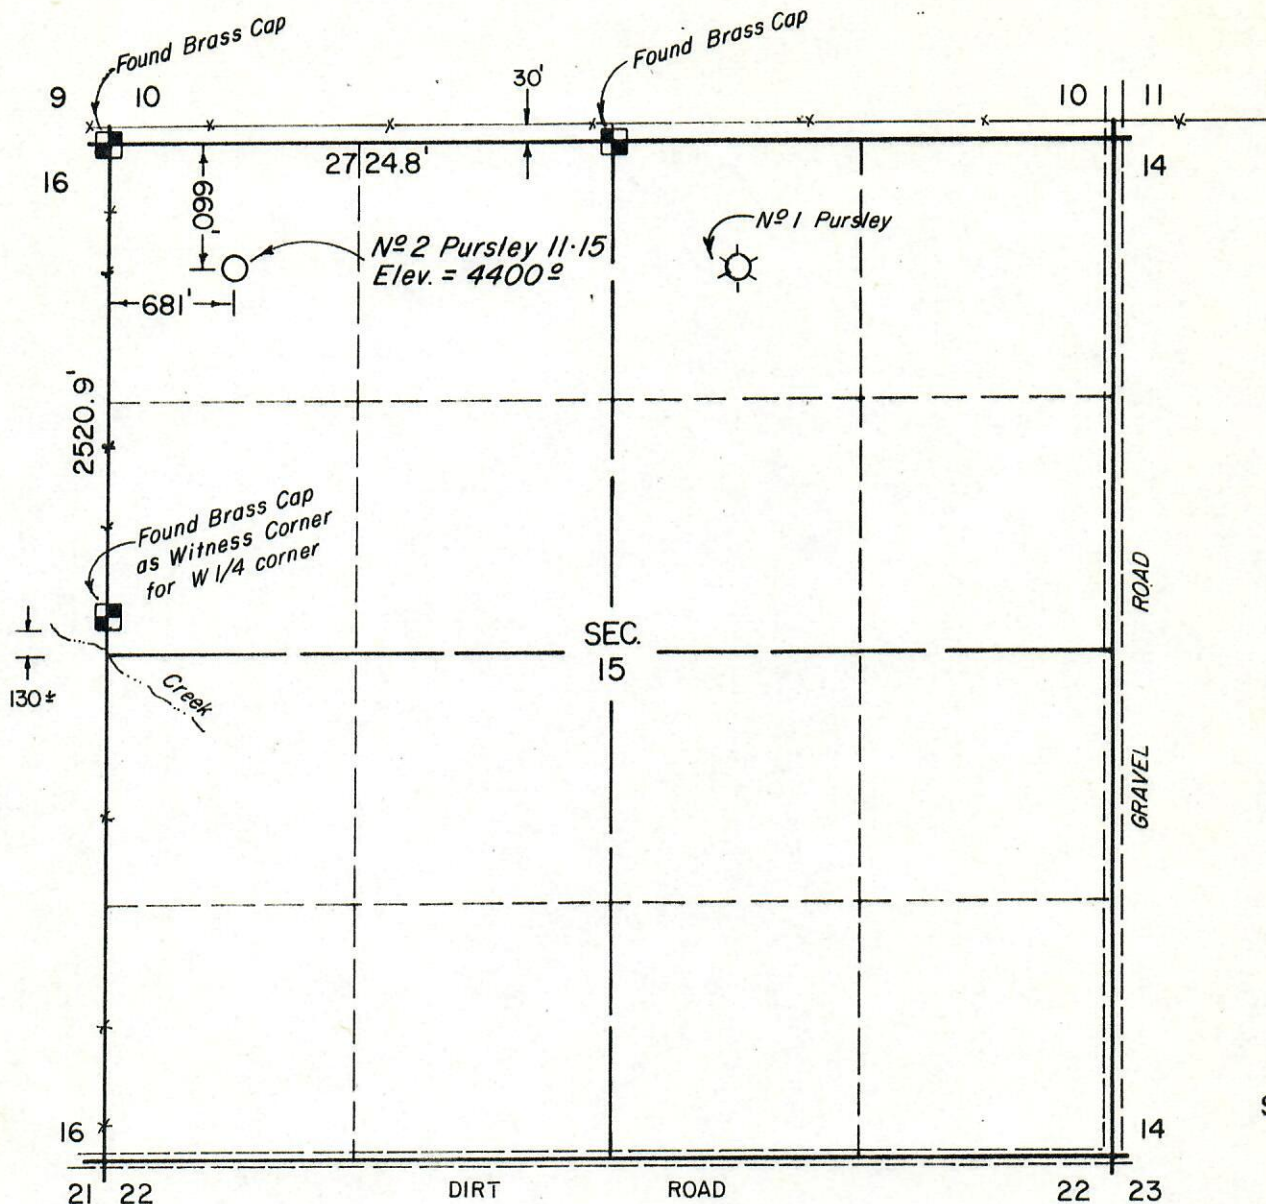 Found Brass Cap
Found Brass Cap
30'
9 10
10 11
16
2724.8'
14
660'
Nº 1 Pursley
Nº 2 Pursley 11·15
Elev. = 4400º
681'
2520.9'
Found Brass Cap
as Witness Corner
for W 1/4 corner
SEC.
15
130±
Creek
GRAVEL ROAD
16
14
21 22
DIRT ROAD
22 23